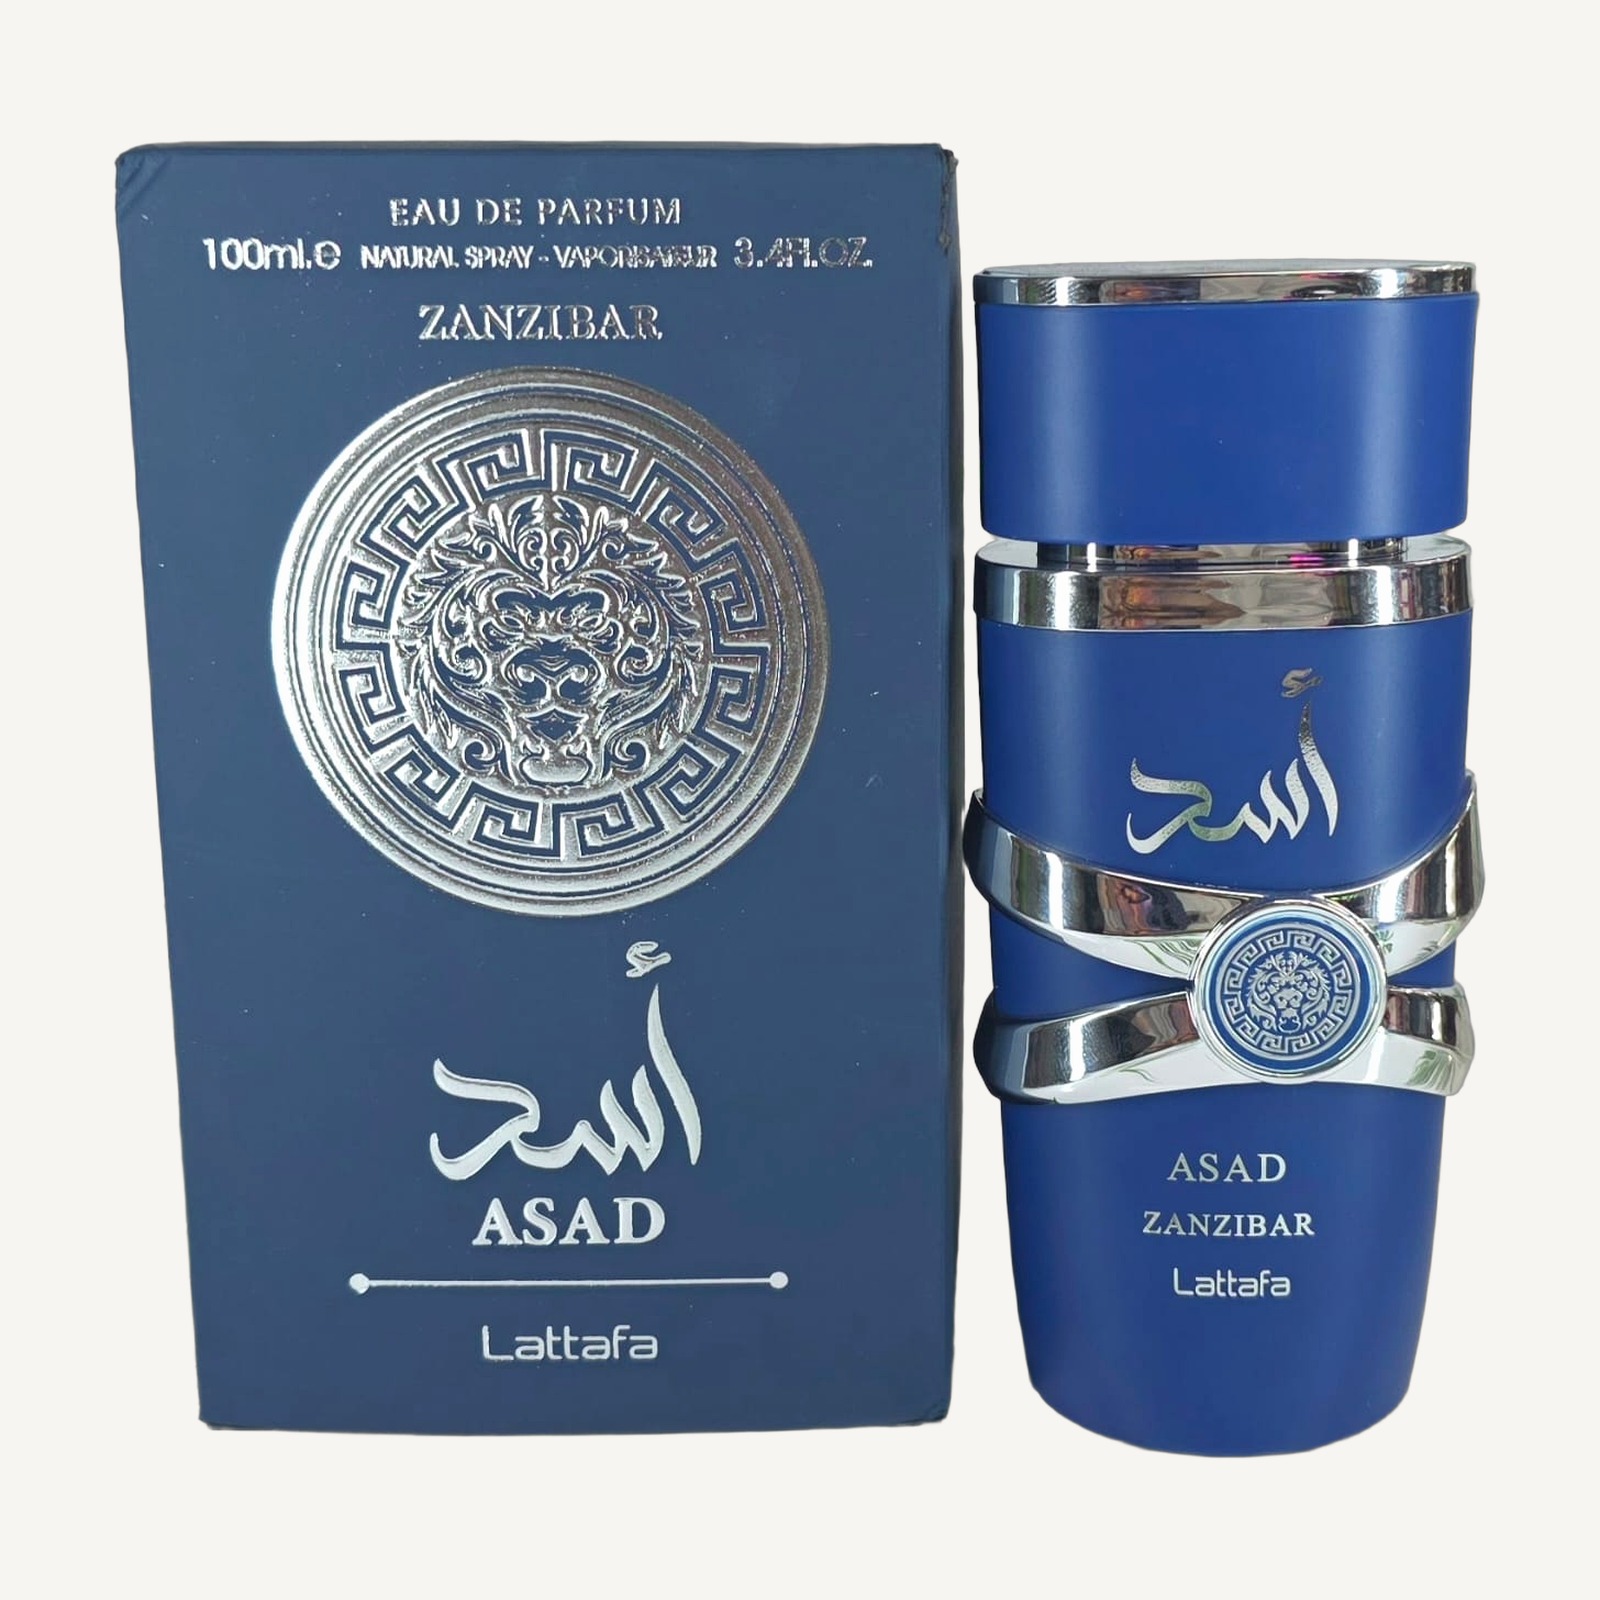 EAU DE PARFUM
100ml.e NATURAL SPRAY - VAPORISATEUR 3.4FL.OZ.
ZANZIBAR
أسد
ASAD
Lattafa
أسد
ASAD
ZANZIBAR
Lattafa